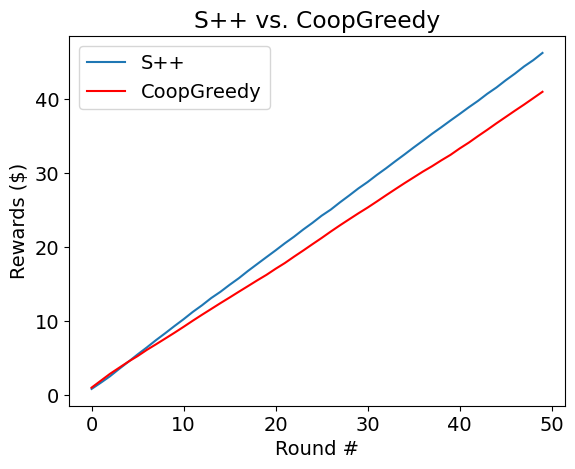 S++ vs. CoopGreedy
S++
CoopGreedy
Rewards ($)
40
30
20
10
0
0 10 20 30 40 50
Round #